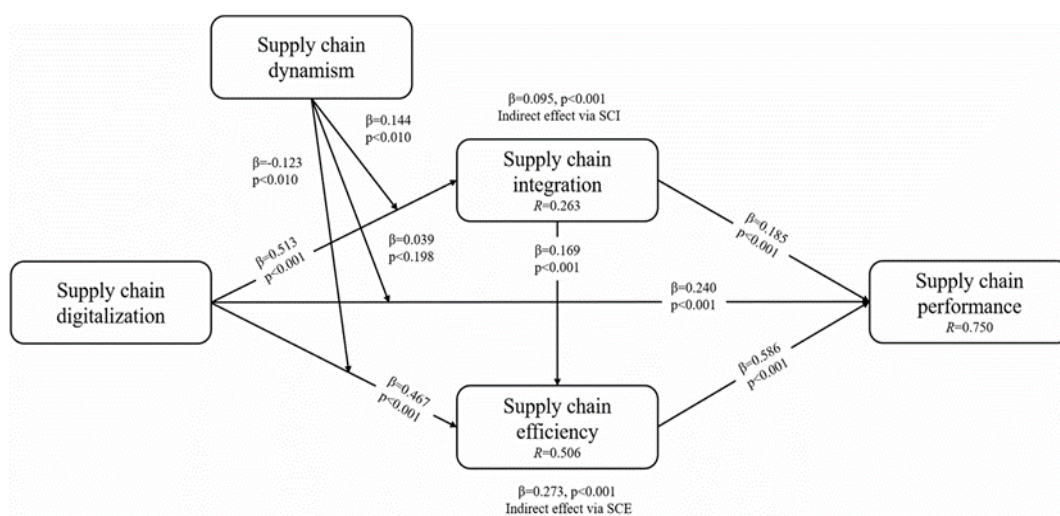 Supply chain
dynamism
β=0.095, p<0.001
Indirect effect via SCI
β=0.144
p<0.010
β=-0.123
p<0.010
Supply chain
integration
R=0.263
β=0.513
p<0.001
β=0.039
p<0.198
β=0.169
p<0.001
β=0.185
p<0.001
Supply chain
digitalization
β=0.240
p<0.001
Supply chain
performance
R=0.750
β=0.467
p<0.001
β=0.586
p<0.001
Supply chain
efficiency
R=0.506
β=0.273, p<0.001
Indirect effect via SCE